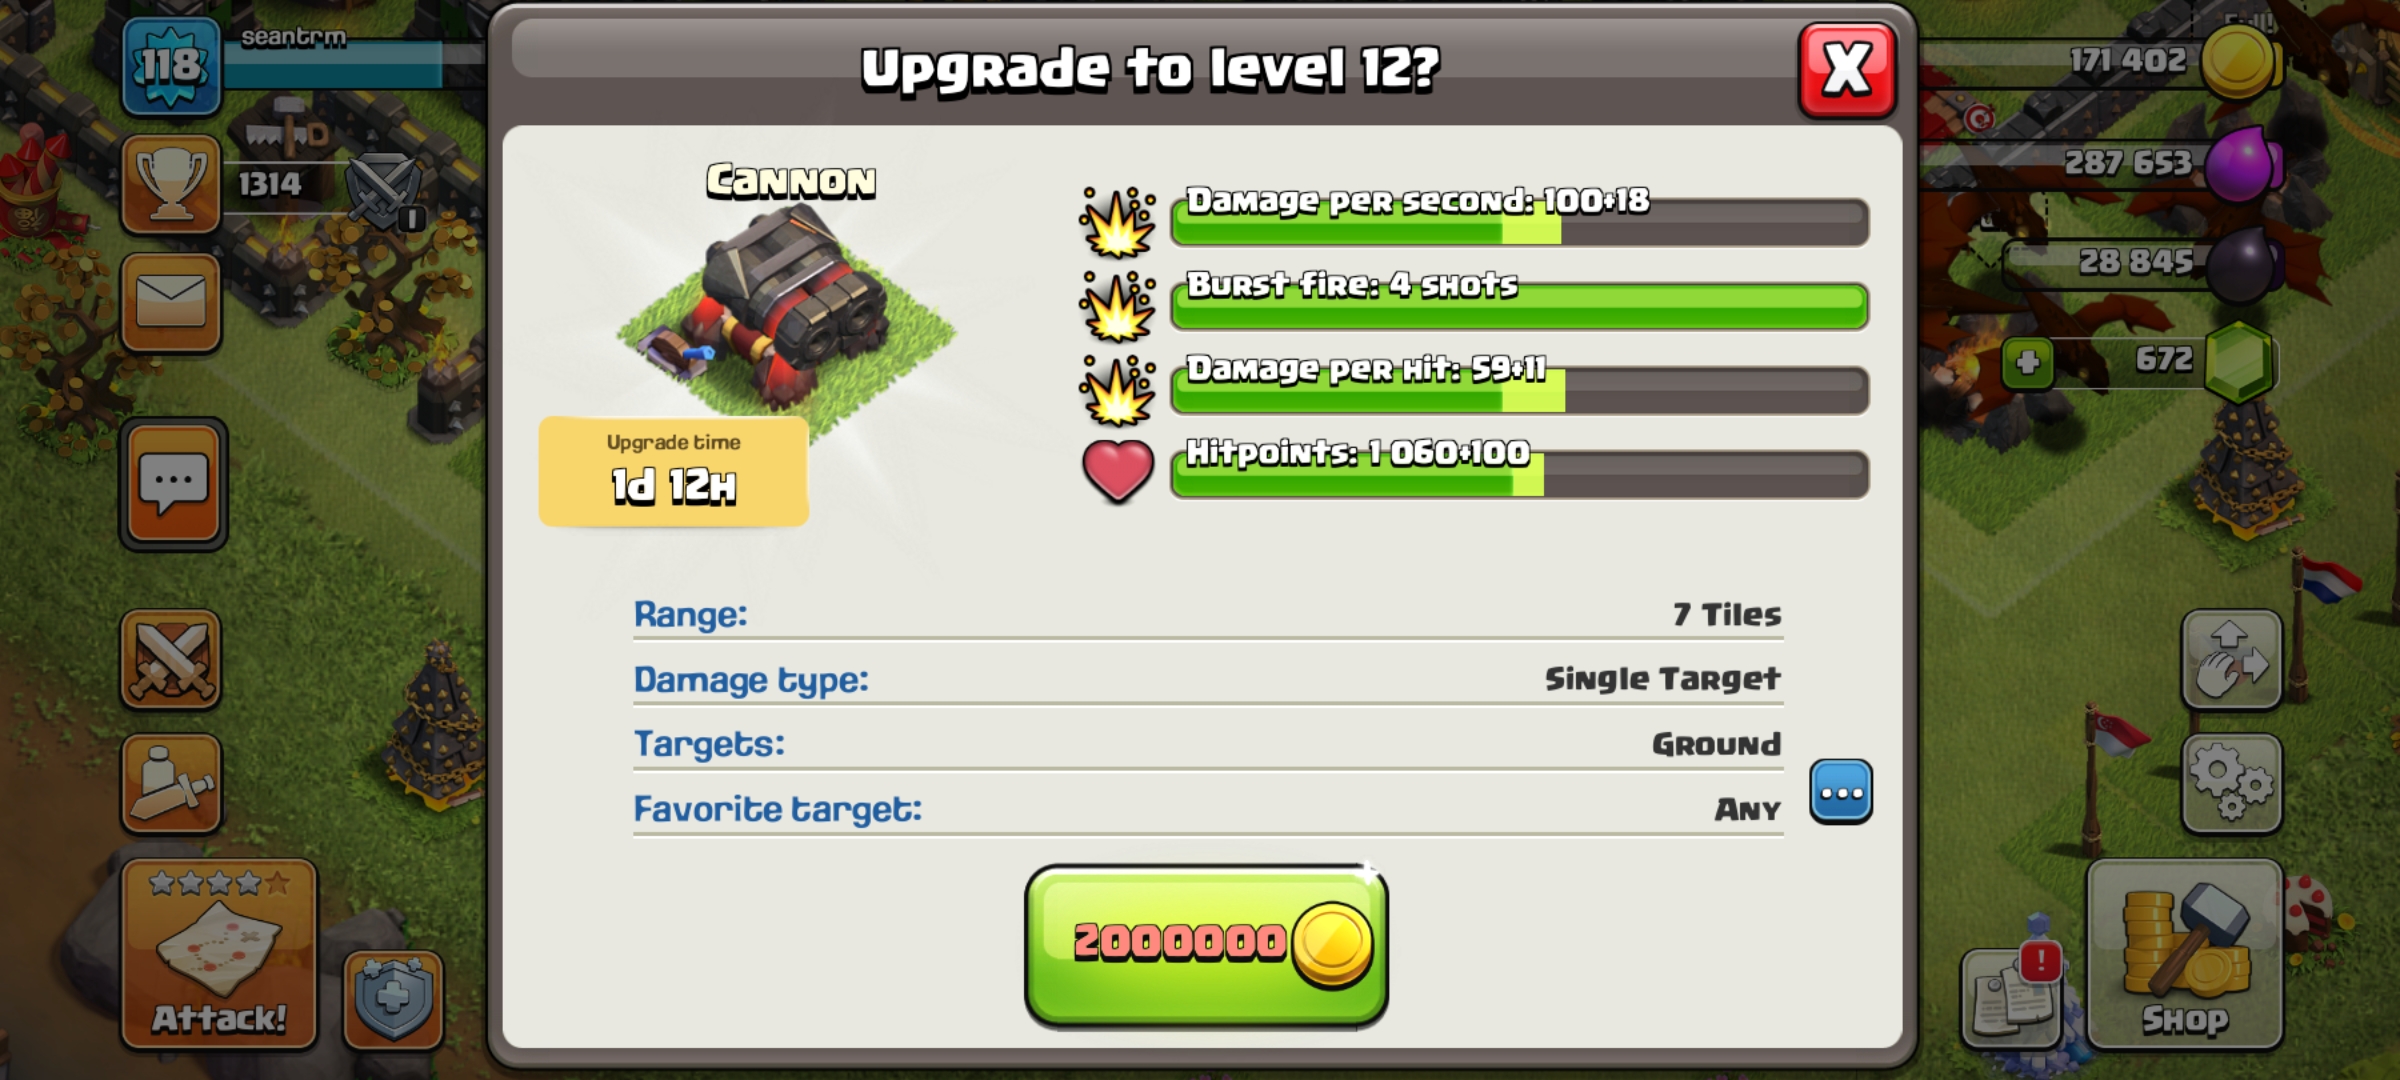 118
seantrm
1314
I
Attack!
Upgrade to level 12?
X
Cannon
Upgrade time
1d 12H
Damage per second: 100+18
Burst fire: 4 shots
Damage per hit: 59+11
Hitpoints: 1 060+100
Range: 7 Tiles
Damage type: Single Target
Targets: Ground
Favorite target: Any
2000000
Full!
171 402
287 653
28 845
672
!
Shop